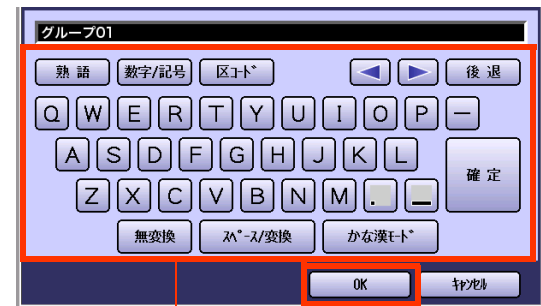 グループ01
熟 語 数字/記号 区ｺｰﾄﾞ 後 退
Q W E R T Y U I O P ー
A S D F G H J K L
確 定
Z X C V B N M . _
無変換 ｽﾍﾟｰｽ/変換 かな漢ﾓｰﾄﾞ
OK ｷｬﾝｾﾙ